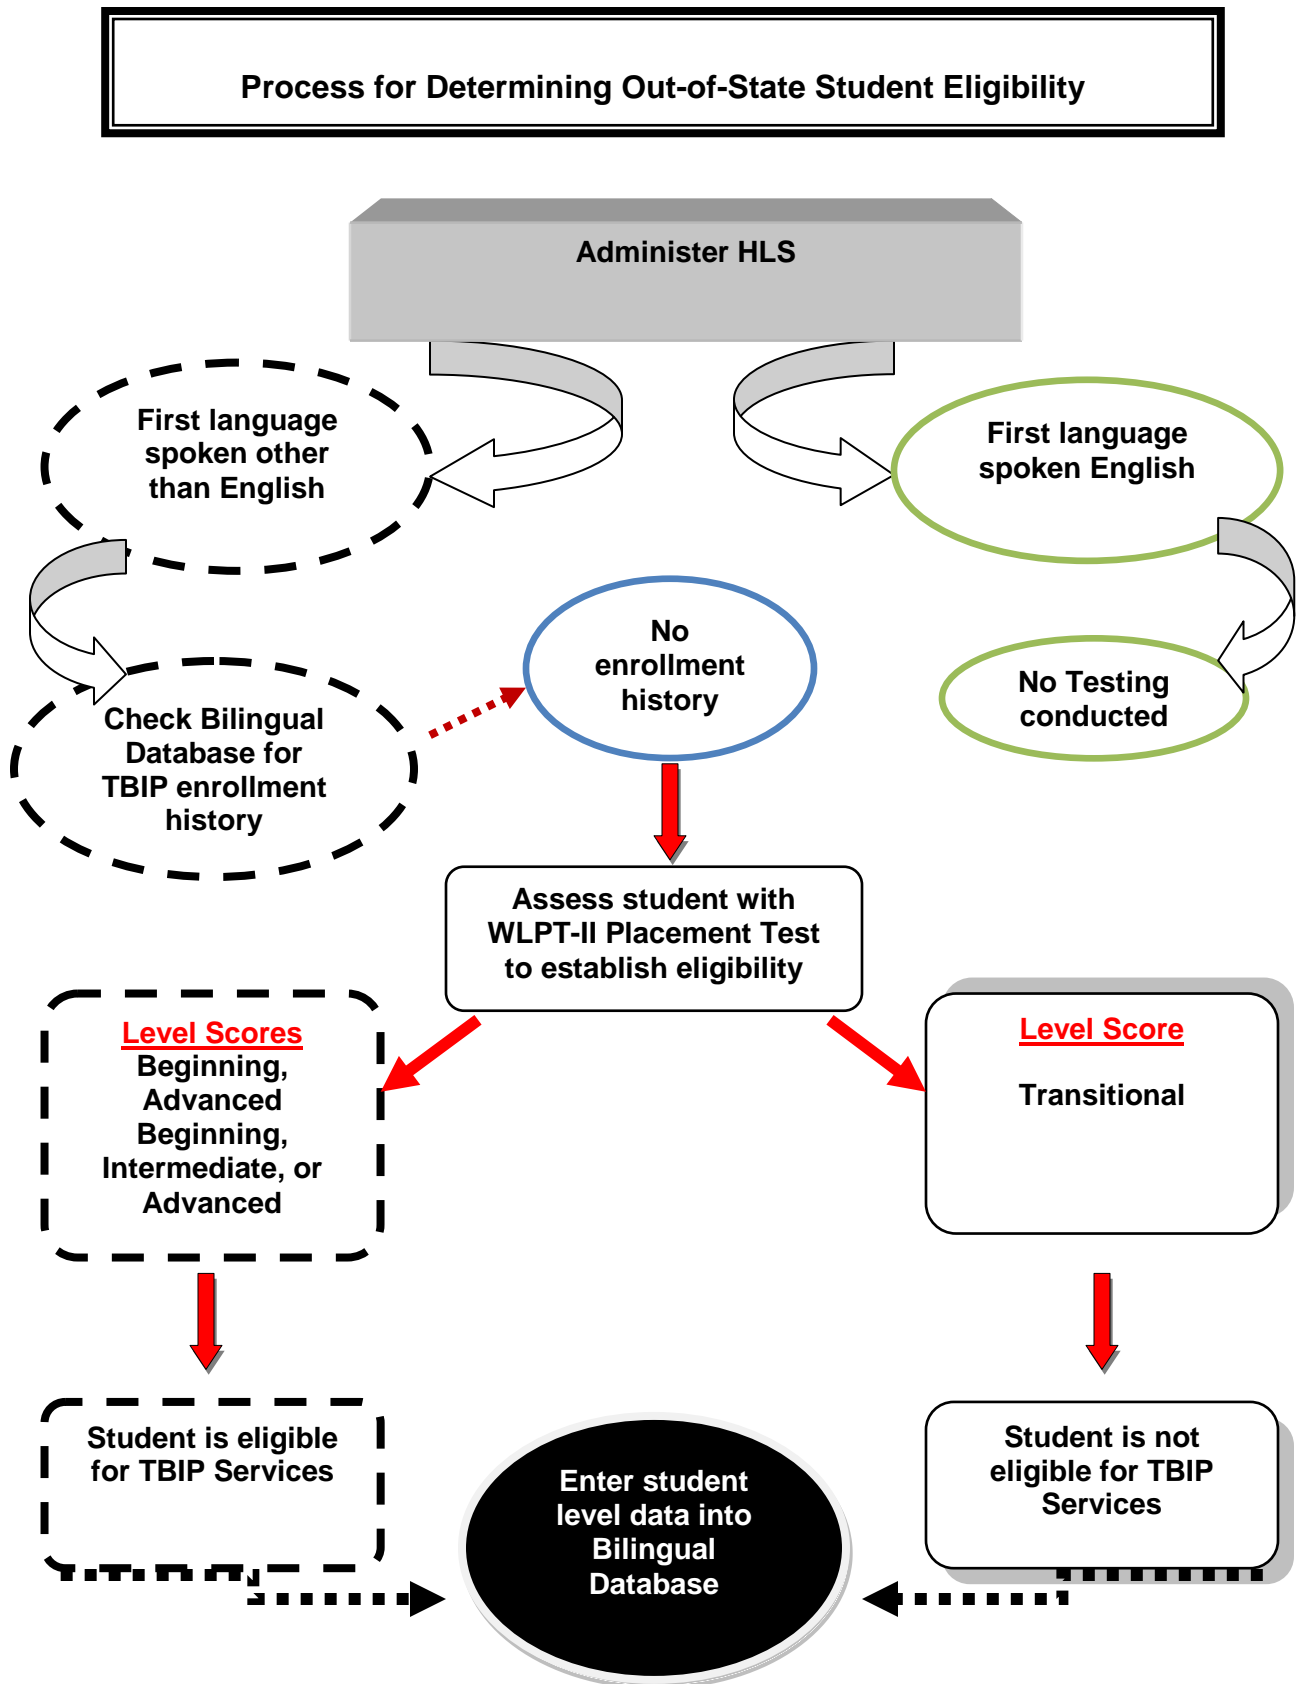 Process for Determining Out-of-State Student Eligibility
Administer HLS
First language
spoken other
than English
First language
spoken English
No
enrollment
history
No Testing
conducted
Check Bilingual
Database for
TBIP enrollment
history
Assess student with
WLPT-II Placement Test
to establish eligibility
Level Scores
Beginning,
Advanced
Beginning,
Intermediate, or
Advanced
Level Score
Transitional
Student is eligible
for TBIP Services
Student is not
eligible for TBIP
Services
Enter student
level data into
Bilingual
Database